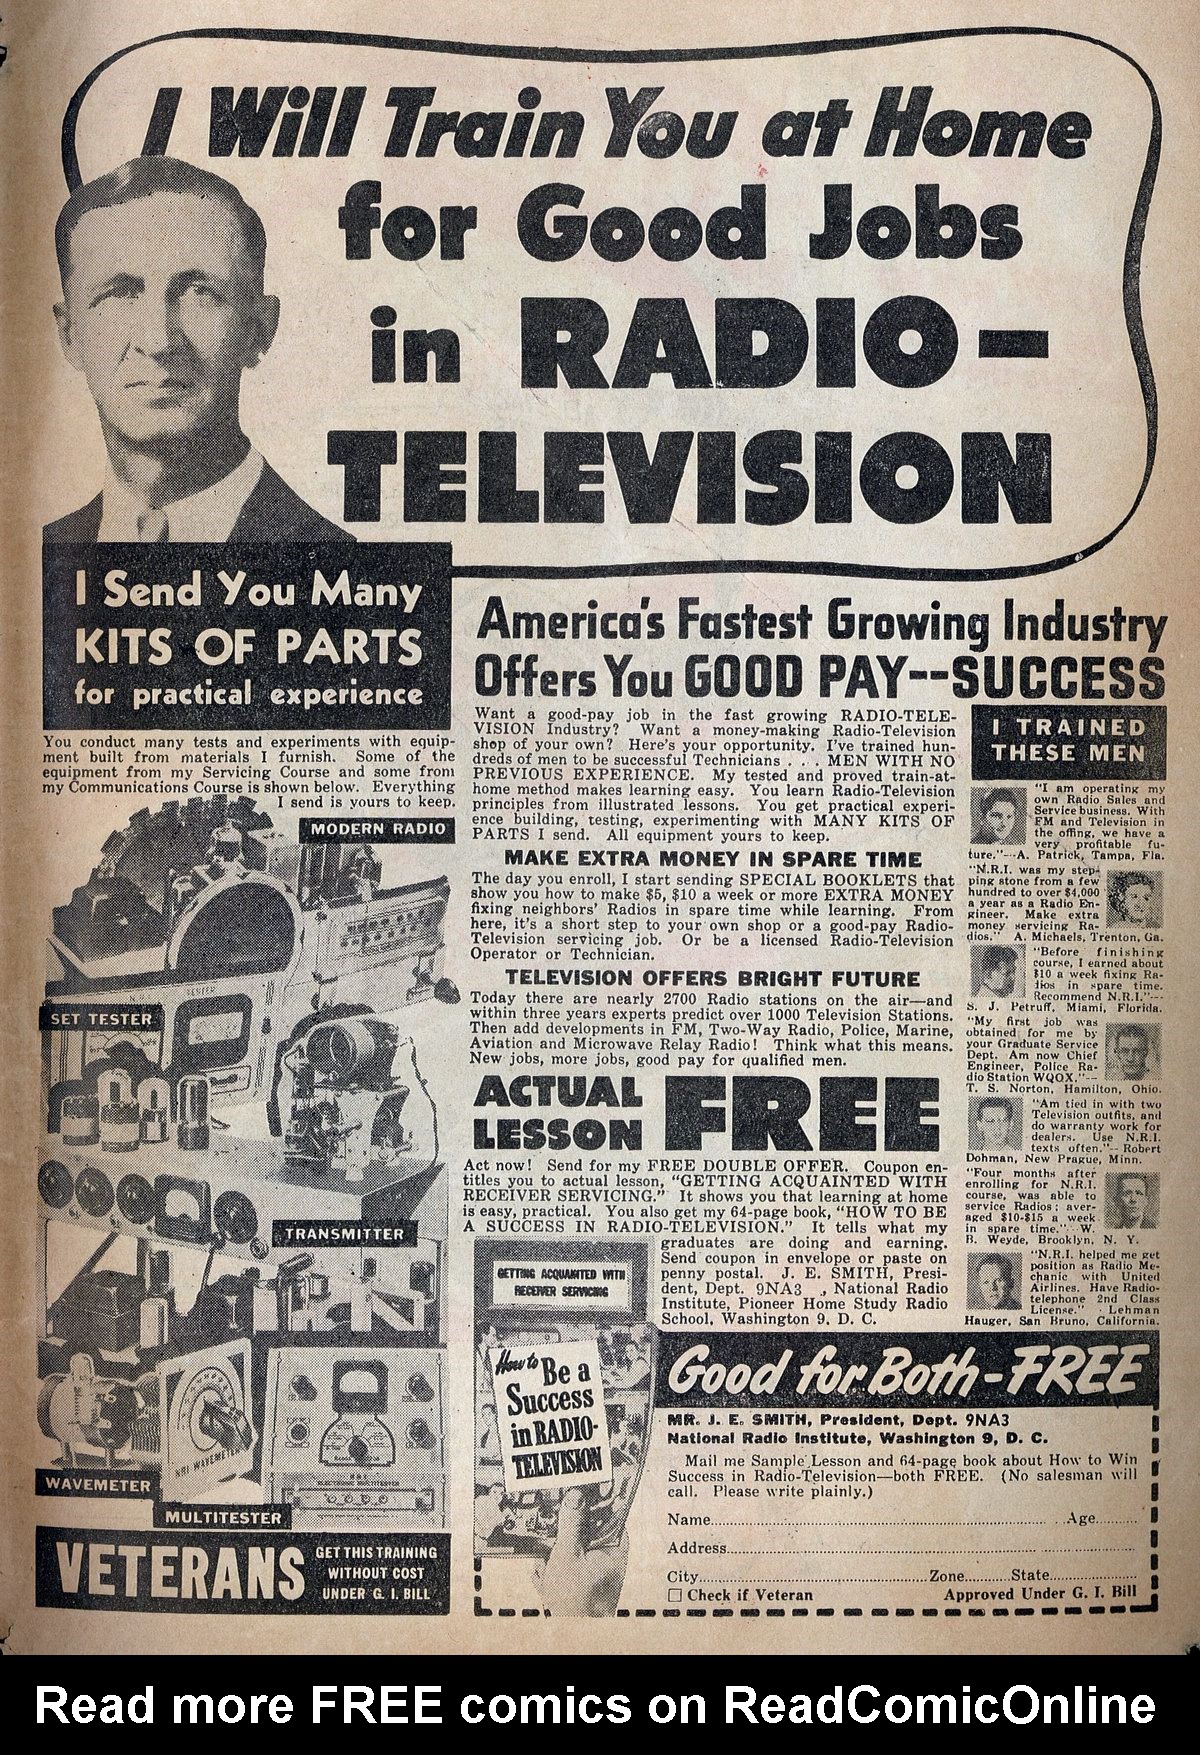 I Will Train You at Home
for Good Jobs
in RADIO-
TELEVISION
I Send You Many
KITS OF PARTS
for practical experience
You conduct many tests and experiments with equip-
ment built from materials I furnish. Some of the
equipment from my Servicing Course and some from
my Communications Course is shown below. Everything
I send is yours to keep.
MODERN RADIO
N.R.I. TESTER
SET TESTER
TRANSMITTER
NRI WAVEMETER
WAVEMETER
MULTITESTER
VETERANS
GET THIS TRAINING
WITHOUT COST
UNDER G. I. BILL
America's Fastest Growing Industry
Offers You GOOD PAY--SUCCESS
Want a good-pay job in the fast growing RADIO-TELE-
VISION Industry? Want a money-making Radio-Television
shop of your own? Here's your opportunity. I've trained hun-
dreds of men to be successful Technicians . . . MEN WITH NO
PREVIOUS EXPERIENCE. My tested and proved train-at-
home method makes learning easy. You learn Radio-Television
principles from illustrated lessons. You get practical experi-
ence building, testing, experimenting with MANY KITS OF
PARTS I send. All equipment yours to keep.
MAKE EXTRA MONEY IN SPARE TIME
The day you enroll, I start sending SPECIAL BOOKLETS that
show you how to make $5, $10 a week or more EXTRA MONEY
fixing neighbors' Radios in spare time while learning. From
here, it's a short step to your own shop or a good-pay Radio-
Television servicing job. Or be a licensed Radio-Television
Operator or Technician.
TELEVISION OFFERS BRIGHT FUTURE
Today there are nearly 2700 Radio stations on the air—and
within three years experts predict over 1000 Television Stations.
Then add developments in FM, Two-Way Radio, Police, Marine,
Aviation and Microwave Relay Radio! Think what this means.
New jobs, more jobs, good pay for qualified men.
ACTUAL
LESSON
FREE
Act now! Send for my FREE DOUBLE OFFER. Coupon en-
titles you to actual lesson, "GETTING ACQUAINTED WITH
RECEIVER SERVICING." It shows you that learning at home
is easy, practical. You also get my 64-page book, "HOW TO BE
A SUCCESS IN RADIO-TELEVISION." It tells what my
graduates are doing and earning.
Send coupon in envelope or paste on
penny postal. J. E. SMITH, Presi-
dent, Dept. 9NA3 , National Radio
Institute, Pioneer Home Study Radio
School, Washington 9, D. C.
GETTING ACQUAINTED WITH
RECEIVER SERVICING
How to
Be a
Success
in RADIO-
TELEVISION
I TRAINED
THESE MEN
"I am operating my
own Radio Sales and
Service business. With
FM and Television in
the offing, we have a
very profitable fu-
ture."—A. Patrick, Tampa, Fla.
"N.R.I. was my step-
ping stone from a few
hundred to over $4,000
a year as a Radio En-
gineer. Make extra
money servicing Ra-
dios." A. Michaels, Trenton, Ga.
"Before finishing
course, I earned about
$10 a week fixing Ra-
dios in spare time.
Recommend N.R.I."—
S. J. Petruff, Miami, Florida.
"My first job was
obtained for me by
your Graduate Service
Dept. Am now Chief
Engineer, Police Ra-
dio Station WQOX."—
T. S. Norton, Hamilton, Ohio.
"Am tied in with two
Television outfits, and
do warranty work for
dealers. Use N.R.I.
texts often."—Robert
Dohman, New Prague, Minn.
"Four months after
enrolling for N.R.I.
course, was able to
service Radios; aver-
aged $10-$15 a week
in spare time."—W.
B. Weyde, Brooklyn, N. Y.
"N.R.I. helped me get
position as Radio Me-
chanic with United
Airlines. Have Radio-
telephone 2nd Class
License." - Lehman
Hauger, San Bruno, California.
Good for Both-FREE
MR. J. E. SMITH, President, Dept. 9NA3
National Radio Institute, Washington 9, D. C.
Mail me Sample Lesson and 64-page book about How to Win
Success in Radio-Television—both FREE. (No salesman will
call. Please write plainly.)
Name..........Age..........
Address..........
City..........Zone..........State..........
☐ Check if Veteran Approved Under G. I. Bill
Read more FREE comics on ReadComicOnline